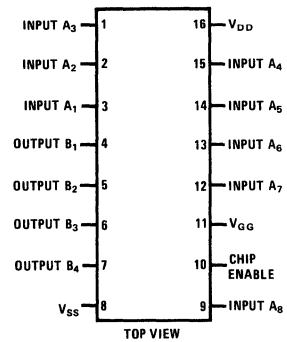 INPUT A3 1 16 VDD
INPUT A2 2 15 INPUT A4
INPUT A1 3 14 INPUT A5
OUTPUT B1 4 13 INPUT A6
OUTPUT B2 5 12 INPUT A7
OUTPUT B3 6 11 VGG
OUTPUT B4 7 10 CHIP ENABLE
VSS 8 9 INPUT A8
TOP VIEW